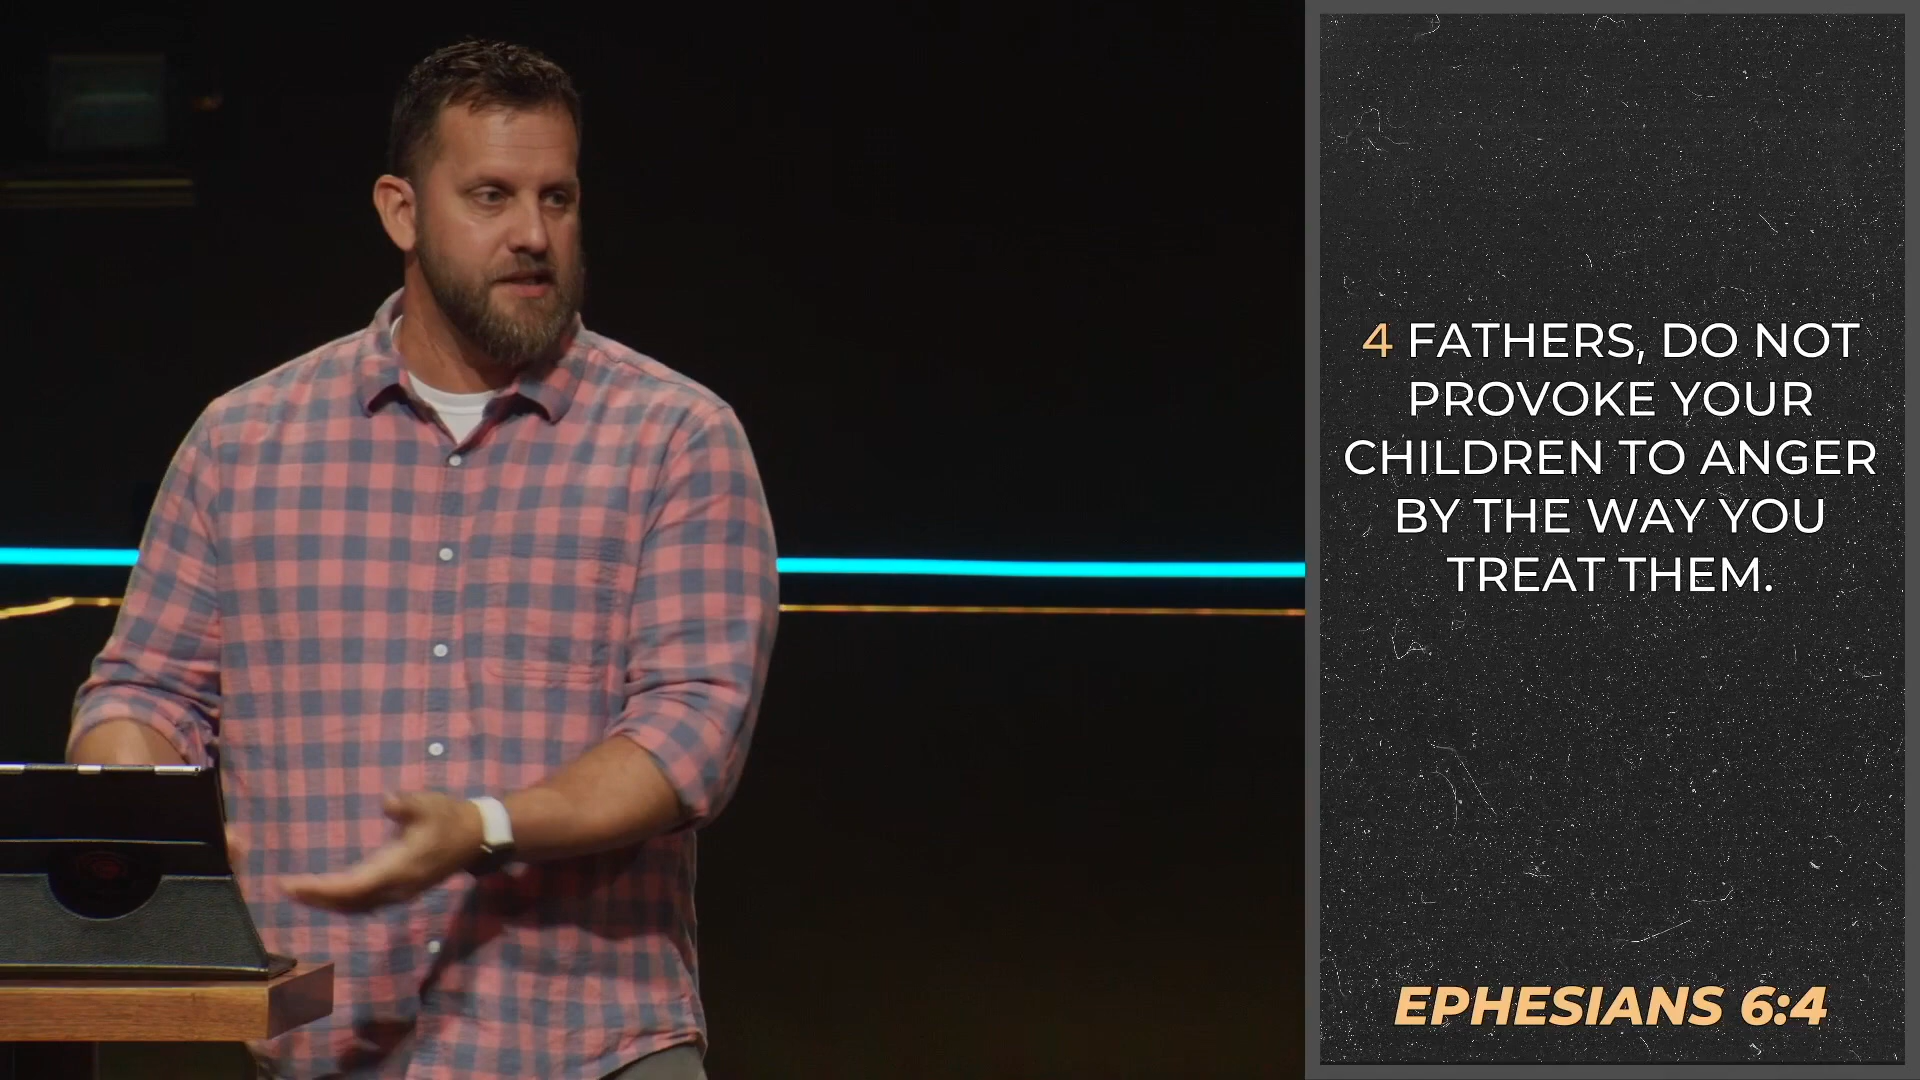 4 FATHERS, DO NOT
PROVOKE YOUR
CHILDREN TO ANGER
BY THE WAY YOU
TREAT THEM.
EPHESIANS 6:4